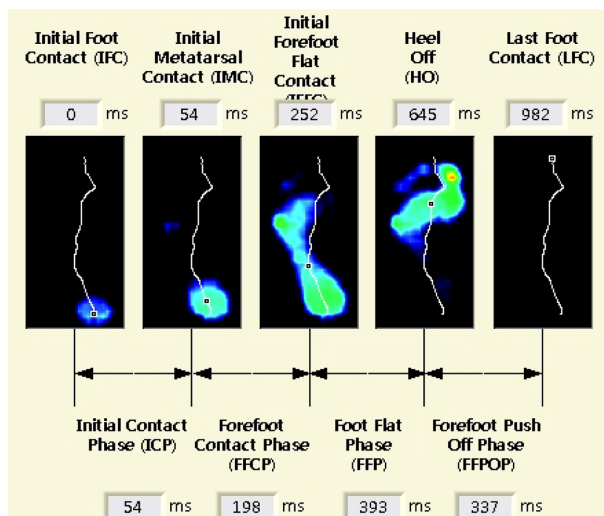 Initial Foot
Contact (IFC)
Initial
Metatarsal
Contact (IMC)
Initial
Forefoot
Flat
Contact
(IFFC)
Heel
Off
(HO)
Last Foot
Contact (LFC)
0 ms
54 ms
252 ms
645 ms
982 ms
Initial Contact
Phase (ICP)
Forefoot
Contact Phase
(FFCP)
Foot Flat
Phase
(FFP)
Forefoot Push
Off Phase
(FFPOP)
54 ms
198 ms
393 ms
337 ms